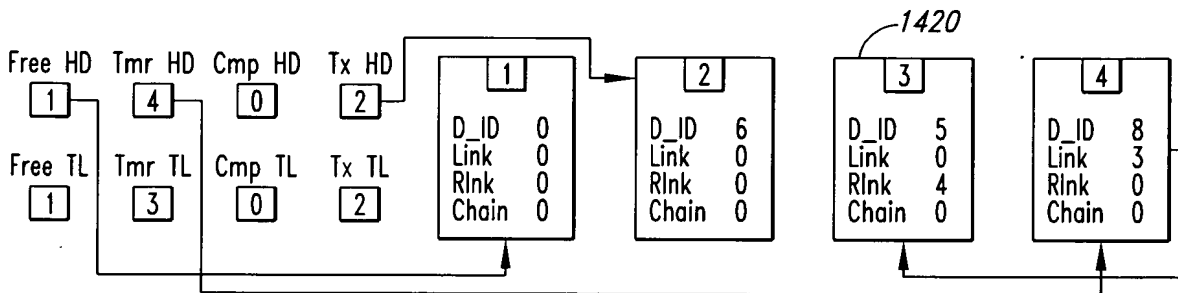 1420
Free HD Tmr HD Cmp HD Tx HD
1 4 0 2
Free TL Tmr TL Cmp TL Tx TL
1 3 0 2
1
D_ID 0
Link 0
Rlnk 0
Chain 0
2
D_ID 6
Link 0
Rlnk 0
Chain 0
3
D_ID 5
Link 0
Rlnk 4
Chain 0
4
D_ID 8
Link 3
Rlnk 0
Chain 0